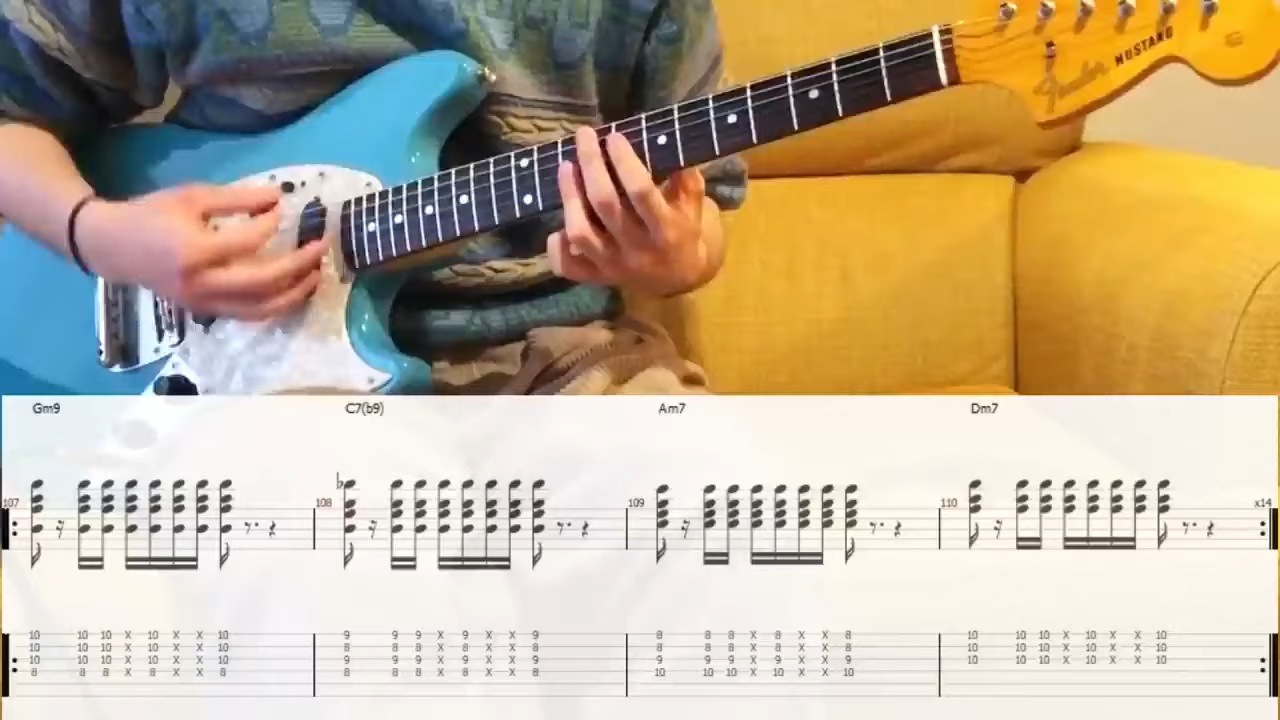 Fender MUSTANG
Gm9 C7(b9) Am7 Dm7
107 108 109 110 x14
10 10 10 X 10 X X 10 9 9 9 X 9 X X 9 8 8 8 X 8 X X 8 10 10 10 X 10 X X 10
10 10 10 X 10 X X 10 8 8 8 X 8 X X 8 8 8 8 X 8 X X 8 10 10 10 X 10 X X 10
10 10 10 X 10 X X 10 9 9 9 X 9 X X 9 9 9 9 X 9 X X 9 10 10 10 X 10 X X 10
8 8 8 X 8 X X 8 8 8 8 X 8 X X 8 10 10 10 X 10 X X 10